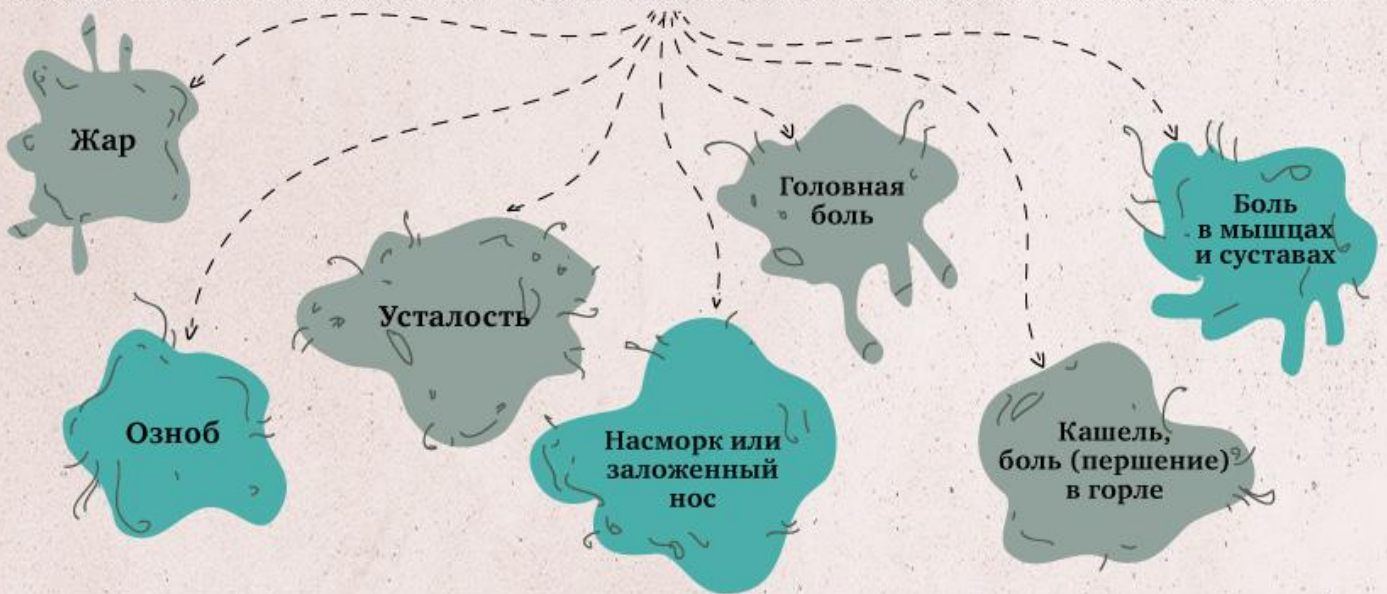 Жар
Головная
боль
Боль
в мышцах
и суставах
Усталость
Озноб
Насморк или
заложенный
нос
Кашель,
боль (першение)
в горле